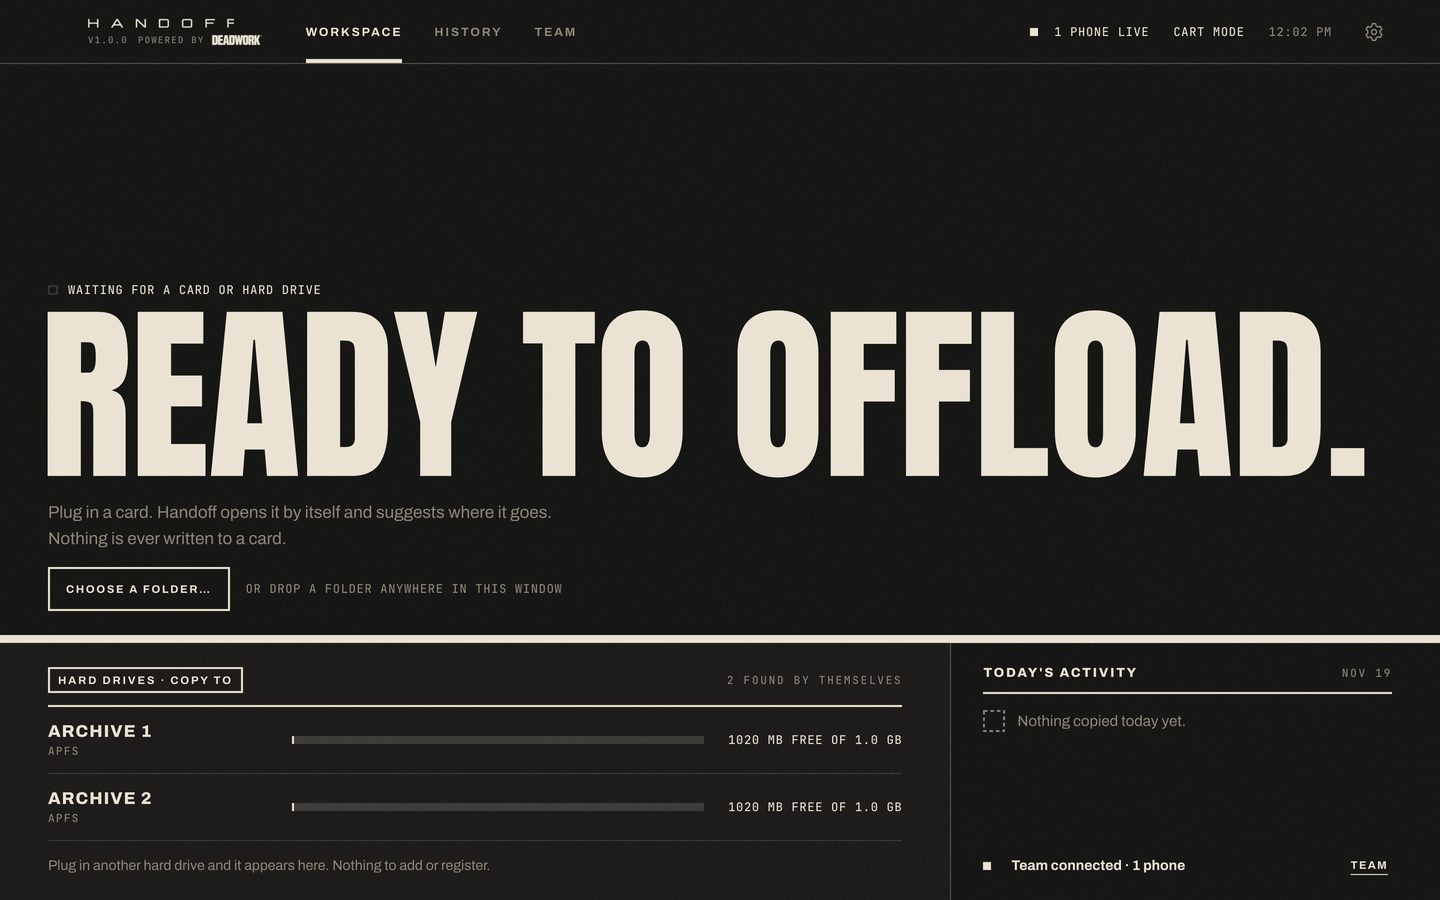 HANDOFF
V1.0.0 POWERED BY DEADWORK
WORKSPACE
HISTORY
TEAM
1 PHONE LIVE
CART MODE
12:02 PM
WAITING FOR A CARD OR HARD DRIVE
READY TO OFFLOAD.
Plug in a card. Handoff opens it by itself and suggests where it goes.
Nothing is ever written to a card.
CHOOSE A FOLDER…
OR DROP A FOLDER ANYWHERE IN THIS WINDOW
HARD DRIVES · COPY TO
2 FOUND BY THEMSELVES
ARCHIVE 1
APFS
1020 MB FREE OF 1.0 GB
ARCHIVE 2
APFS
1020 MB FREE OF 1.0 GB
Plug in another hard drive and it appears here. Nothing to add or register.
TODAY'S ACTIVITY
NOV 19
Nothing copied today yet.
Team connected · 1 phone
TEAM